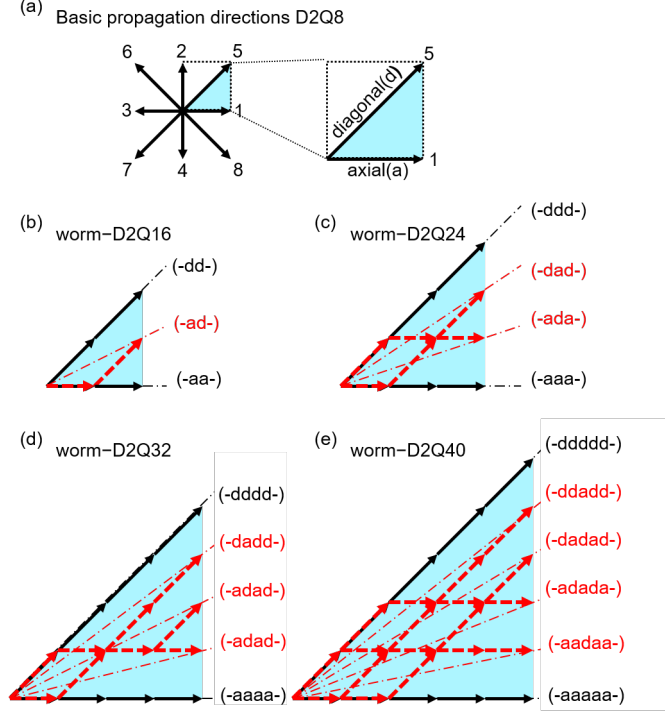 (a) Basic propagation directions D2Q8
6 2 5
3 1
7 4 8
5
diagonal(d)
1
axial(a)
(b)
worm−D2Q16
(-dd-)
(-ad-)
(-aa-)
(c)
worm−D2Q24
(-ddd-)
(-dad-)
(-ada-)
(-aaa-)
(d)
worm−D2Q32
(-dddd-)
(-dadd-)
(-adad-)
(-adad-)
(-aaaa-)
(e)
worm−D2Q40
(-ddddd-)
(-ddadd-)
(-dadad-)
(-adada-)
(-aadaa-)
(-aaaaa-)